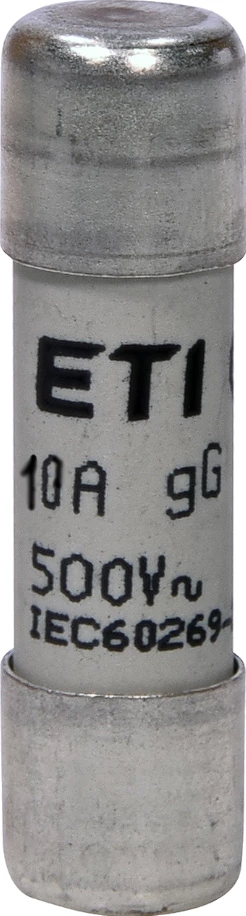 ETI
10A gG
500V~
IEC60269-